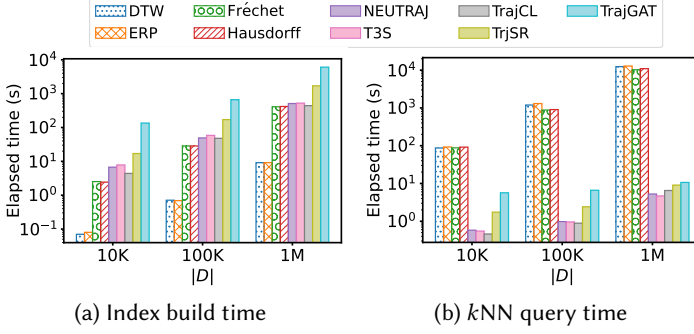 DTW Fréchet NEUTRAJ TrajCL TrajGAT
ERP Hausdorff T3S TrjSR
Elapsed time (s)
10⁴
10³
10²
10¹
10⁰
10⁻¹
10K 100K 1M
|D|
(a) Index build time
Elapsed time (s)
10⁴
10³
10²
10¹
10⁰
10K 100K 1M
|D|
(b) kNN query time